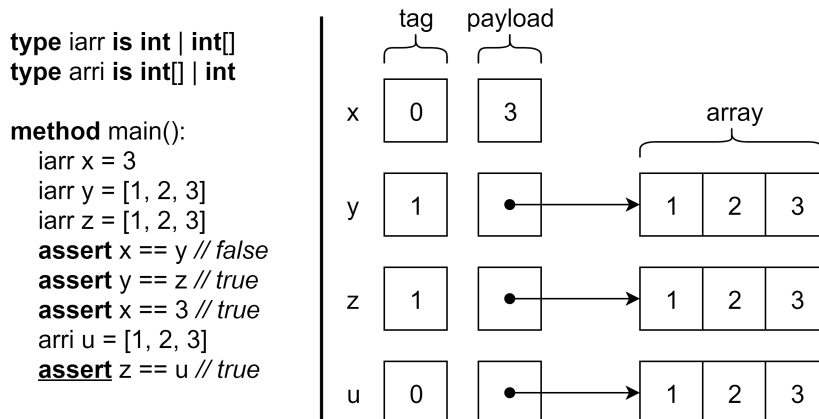 type iarr is int | int[]
type arri is int[] | int
method main():
iarr x = 3
iarr y = [1, 2, 3]
iarr z = [1, 2, 3]
assert x == y // false
assert y == z // true
assert x == 3 // true
arri u = [1, 2, 3]
assert z == u // true
tag payload
x 0 3
array
y 1 1 2 3
z 1 1 2 3
u 0 1 2 3